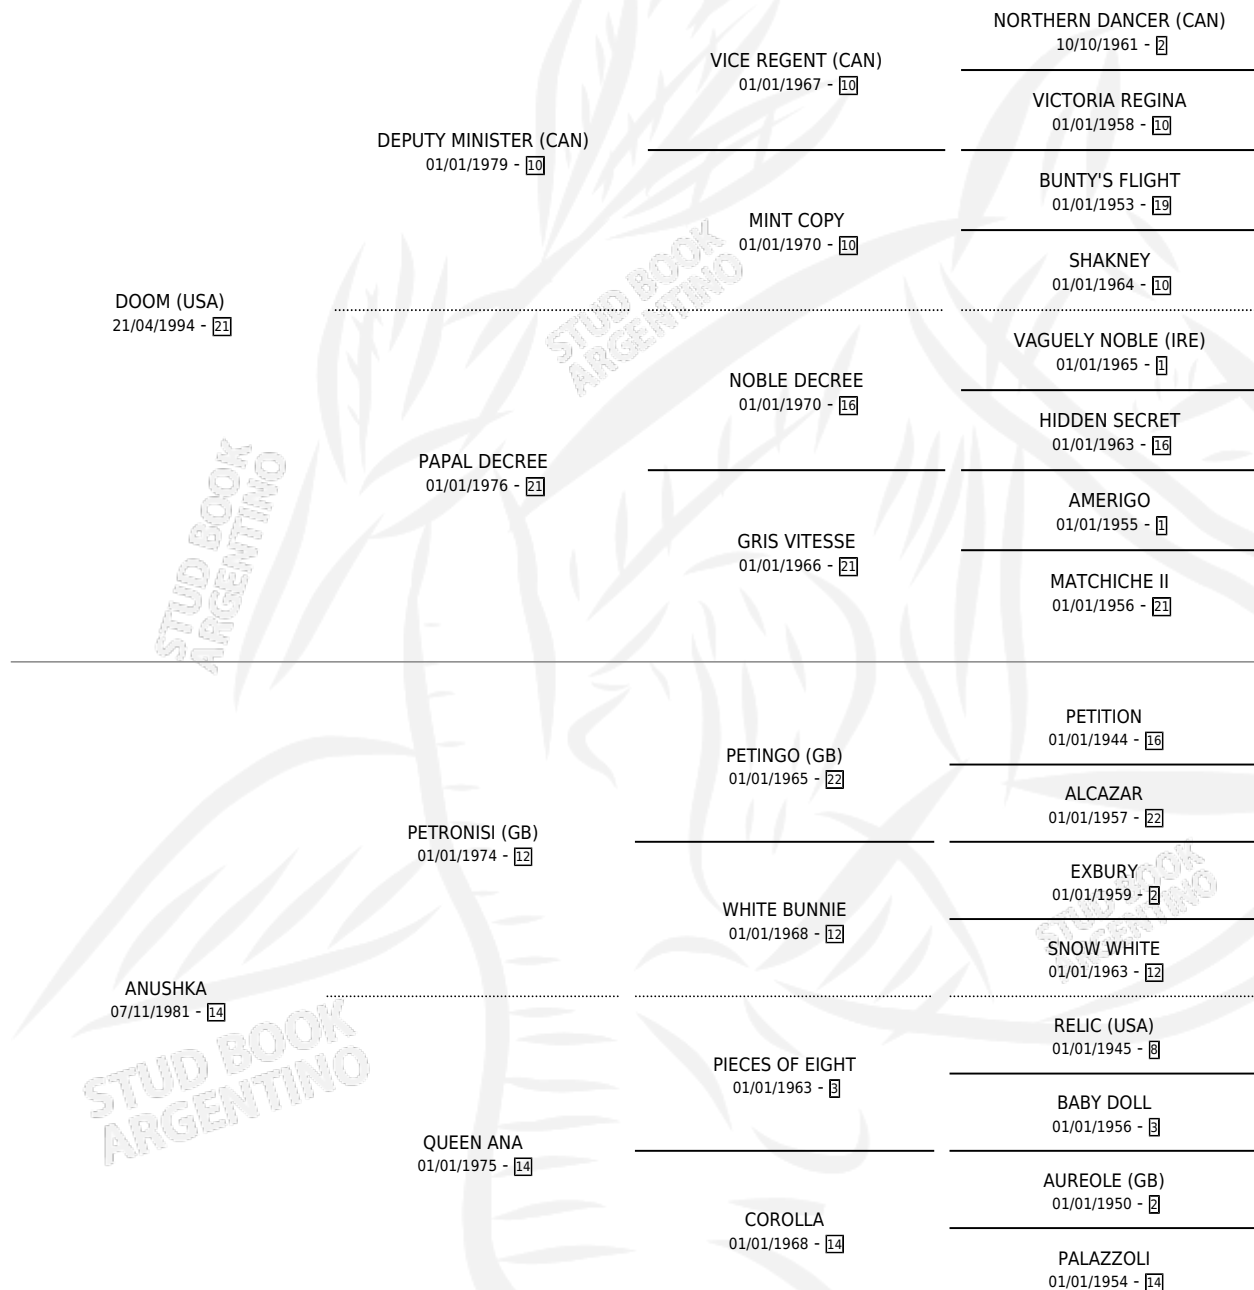 NORTHERN DANCER (CAN)
10/10/1961 - 2
VICE REGENT (CAN)
01/01/1967 - 10
VICTORIA REGINA
01/01/1958 - 10
DEPUTY MINISTER (CAN)
01/01/1979 - 10
BUNTY'S FLIGHT
01/01/1953 - 19
MINT COPY
01/01/1970 - 10
SHAKNEY
01/01/1964 - 10
DOOM (USA)
21/04/1994 - 21
STUD BOOK
ARGENTINO
VAGUELY NOBLE (IRE)
01/01/1965 - 1
NOBLE DECREE
01/01/1970 - 16
HIDDEN SECRET
01/01/1963 - 16
PAPAL DECREE
01/01/1976 - 21
AMERIGO
01/01/1955 - 1
GRIS VITESSE
01/01/1966 - 21
MATCHICHE II
01/01/1956 - 21
STUD BOOK
ARGENTINO
PETITION
01/01/1944 - 16
PETINGO (GB)
01/01/1965 - 22
ALCAZAR
01/01/1957 - 22
PETRONISI (GB)
01/01/1974 - 12
EXBURY
01/01/1959 - 2
WHITE BUNNIE
01/01/1968 - 12
STUD BOOK
ARGENTINO
SNOW WHITE
01/01/1963 - 12
ANUSHKA
07/11/1981 - 14
STUD BOOK
ARGENTINO
RELIC (USA)
01/01/1945 - 8
PIECES OF EIGHT
01/01/1963 - 3
BABY DOLL
01/01/1956 - 3
QUEEN ANA
01/01/1975 - 14
AUREOLE (GB)
01/01/1950 - 2
COROLLA
01/01/1968 - 14
PALAZZOLI
01/01/1954 - 14